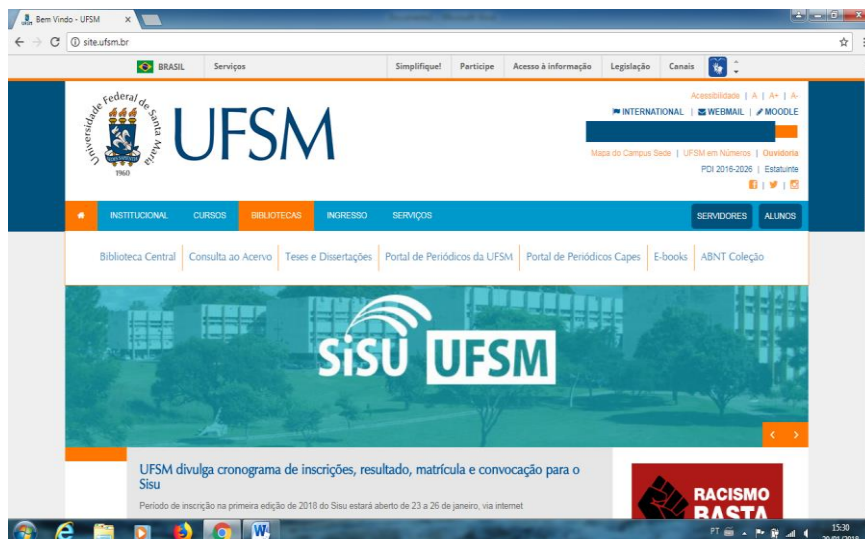 Bem Vindo - UFSM
site.ufsm.br
BRASIL Serviços Simplifique! Participe Acesso à informação Legislação Canais
Acessibilidade | A | A+ | A-
INTERNATIONAL | WEBMAIL | MOODLE
Universidade Federal de Santa Maria
1960
UFSM
Mapa do Campus Sede | UFSM em Números | Ouvidoria
PDI 2016-2026 | Estatuinte
INSTITUCIONAL CURSOS BIBLIOTECAS INGRESSO SERVIÇOS SERVIDORES ALUNOS
Biblioteca Central Consulta ao Acervo Teses e Dissertações Portal de Periódicos da UFSM Portal de Periódicos Capes E-books ABNT Coleção
SiSU UFSM
UFSM divulga cronograma de inscrições, resultado, matrícula e convocação para o
Sisu
Período de inscrição na primeira edição de 2018 do Sisu estará aberto de 23 a 26 de janeiro, via internet
RACISMO
BASTA
PT 15:30